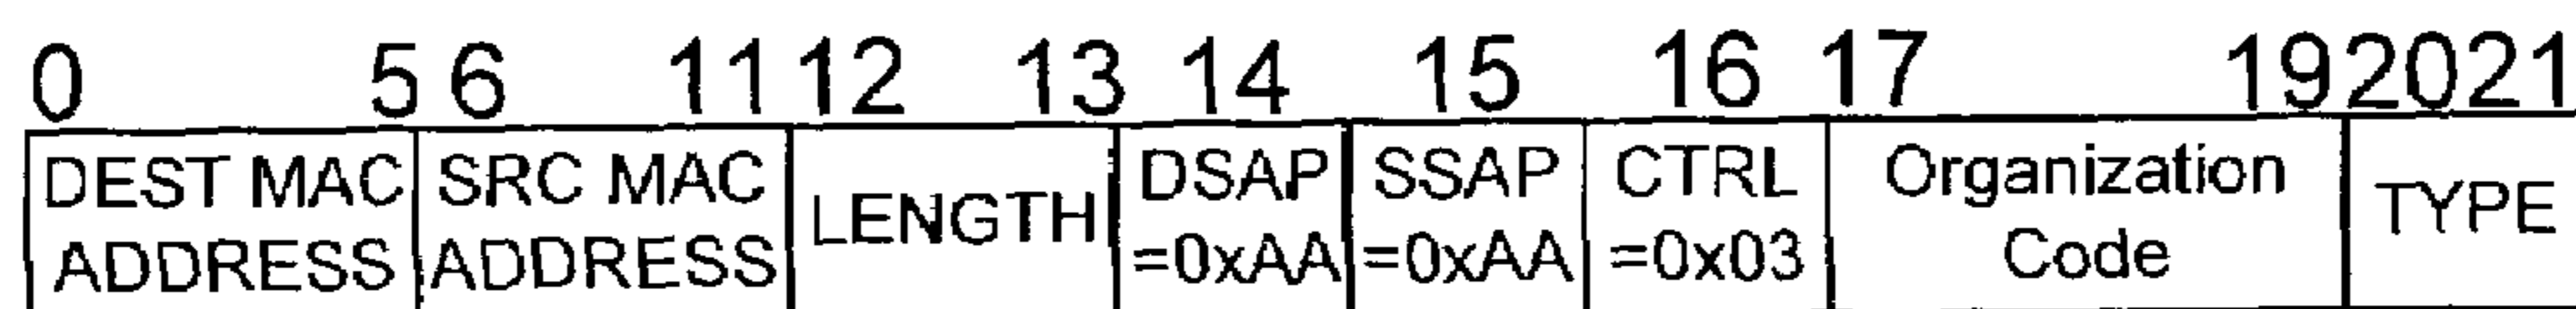 0 5 6 11 12 13 14 15 16 17 19 20 21
DEST MAC SRC MAC LENGTH DSAP SSAP CTRL Organization TYPE
ADDRESS ADDRESS =0xAA =0xAA =0x03 Code